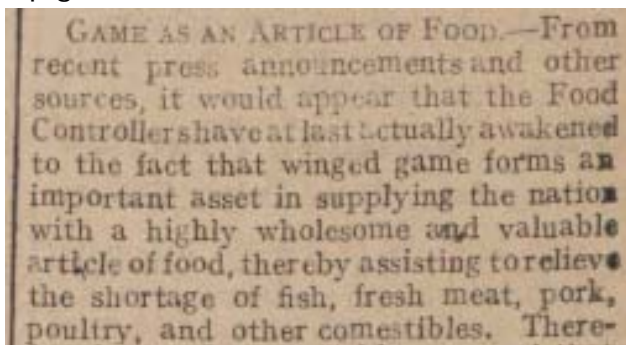 GAME AS AN ARTICLE OF FOOD.—From
recent press announcements and other
sources, it would appear that the Food
Controllers have at last actually awakened
to the fact that winged game forms an
important asset in supplying the nation
with a highly wholesome and valuable
article of food, thereby assisting to relieve
the shortage of fish, fresh meat, pork,
poultry, and other comestibles. There-